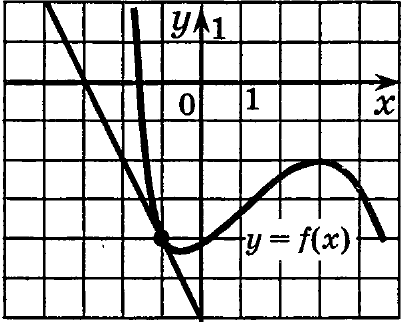 y 1
0 1 x
y = f(x)